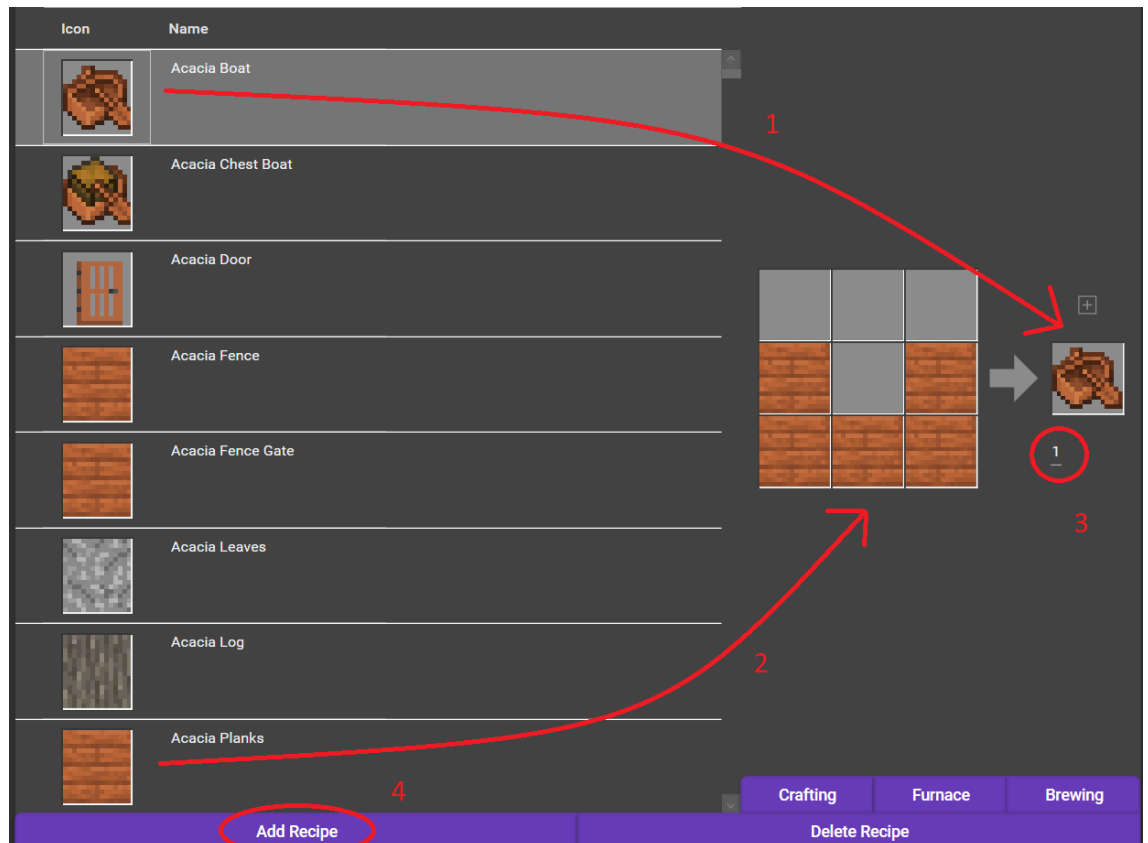 Icon Name
Acacia Boat
1
Acacia Chest Boat
Acacia Door
Acacia Fence
Acacia Fence Gate
1
3
Acacia Leaves
Acacia Log
2
Acacia Planks
4
Crafting Furnace Brewing
Add Recipe Delete Recipe